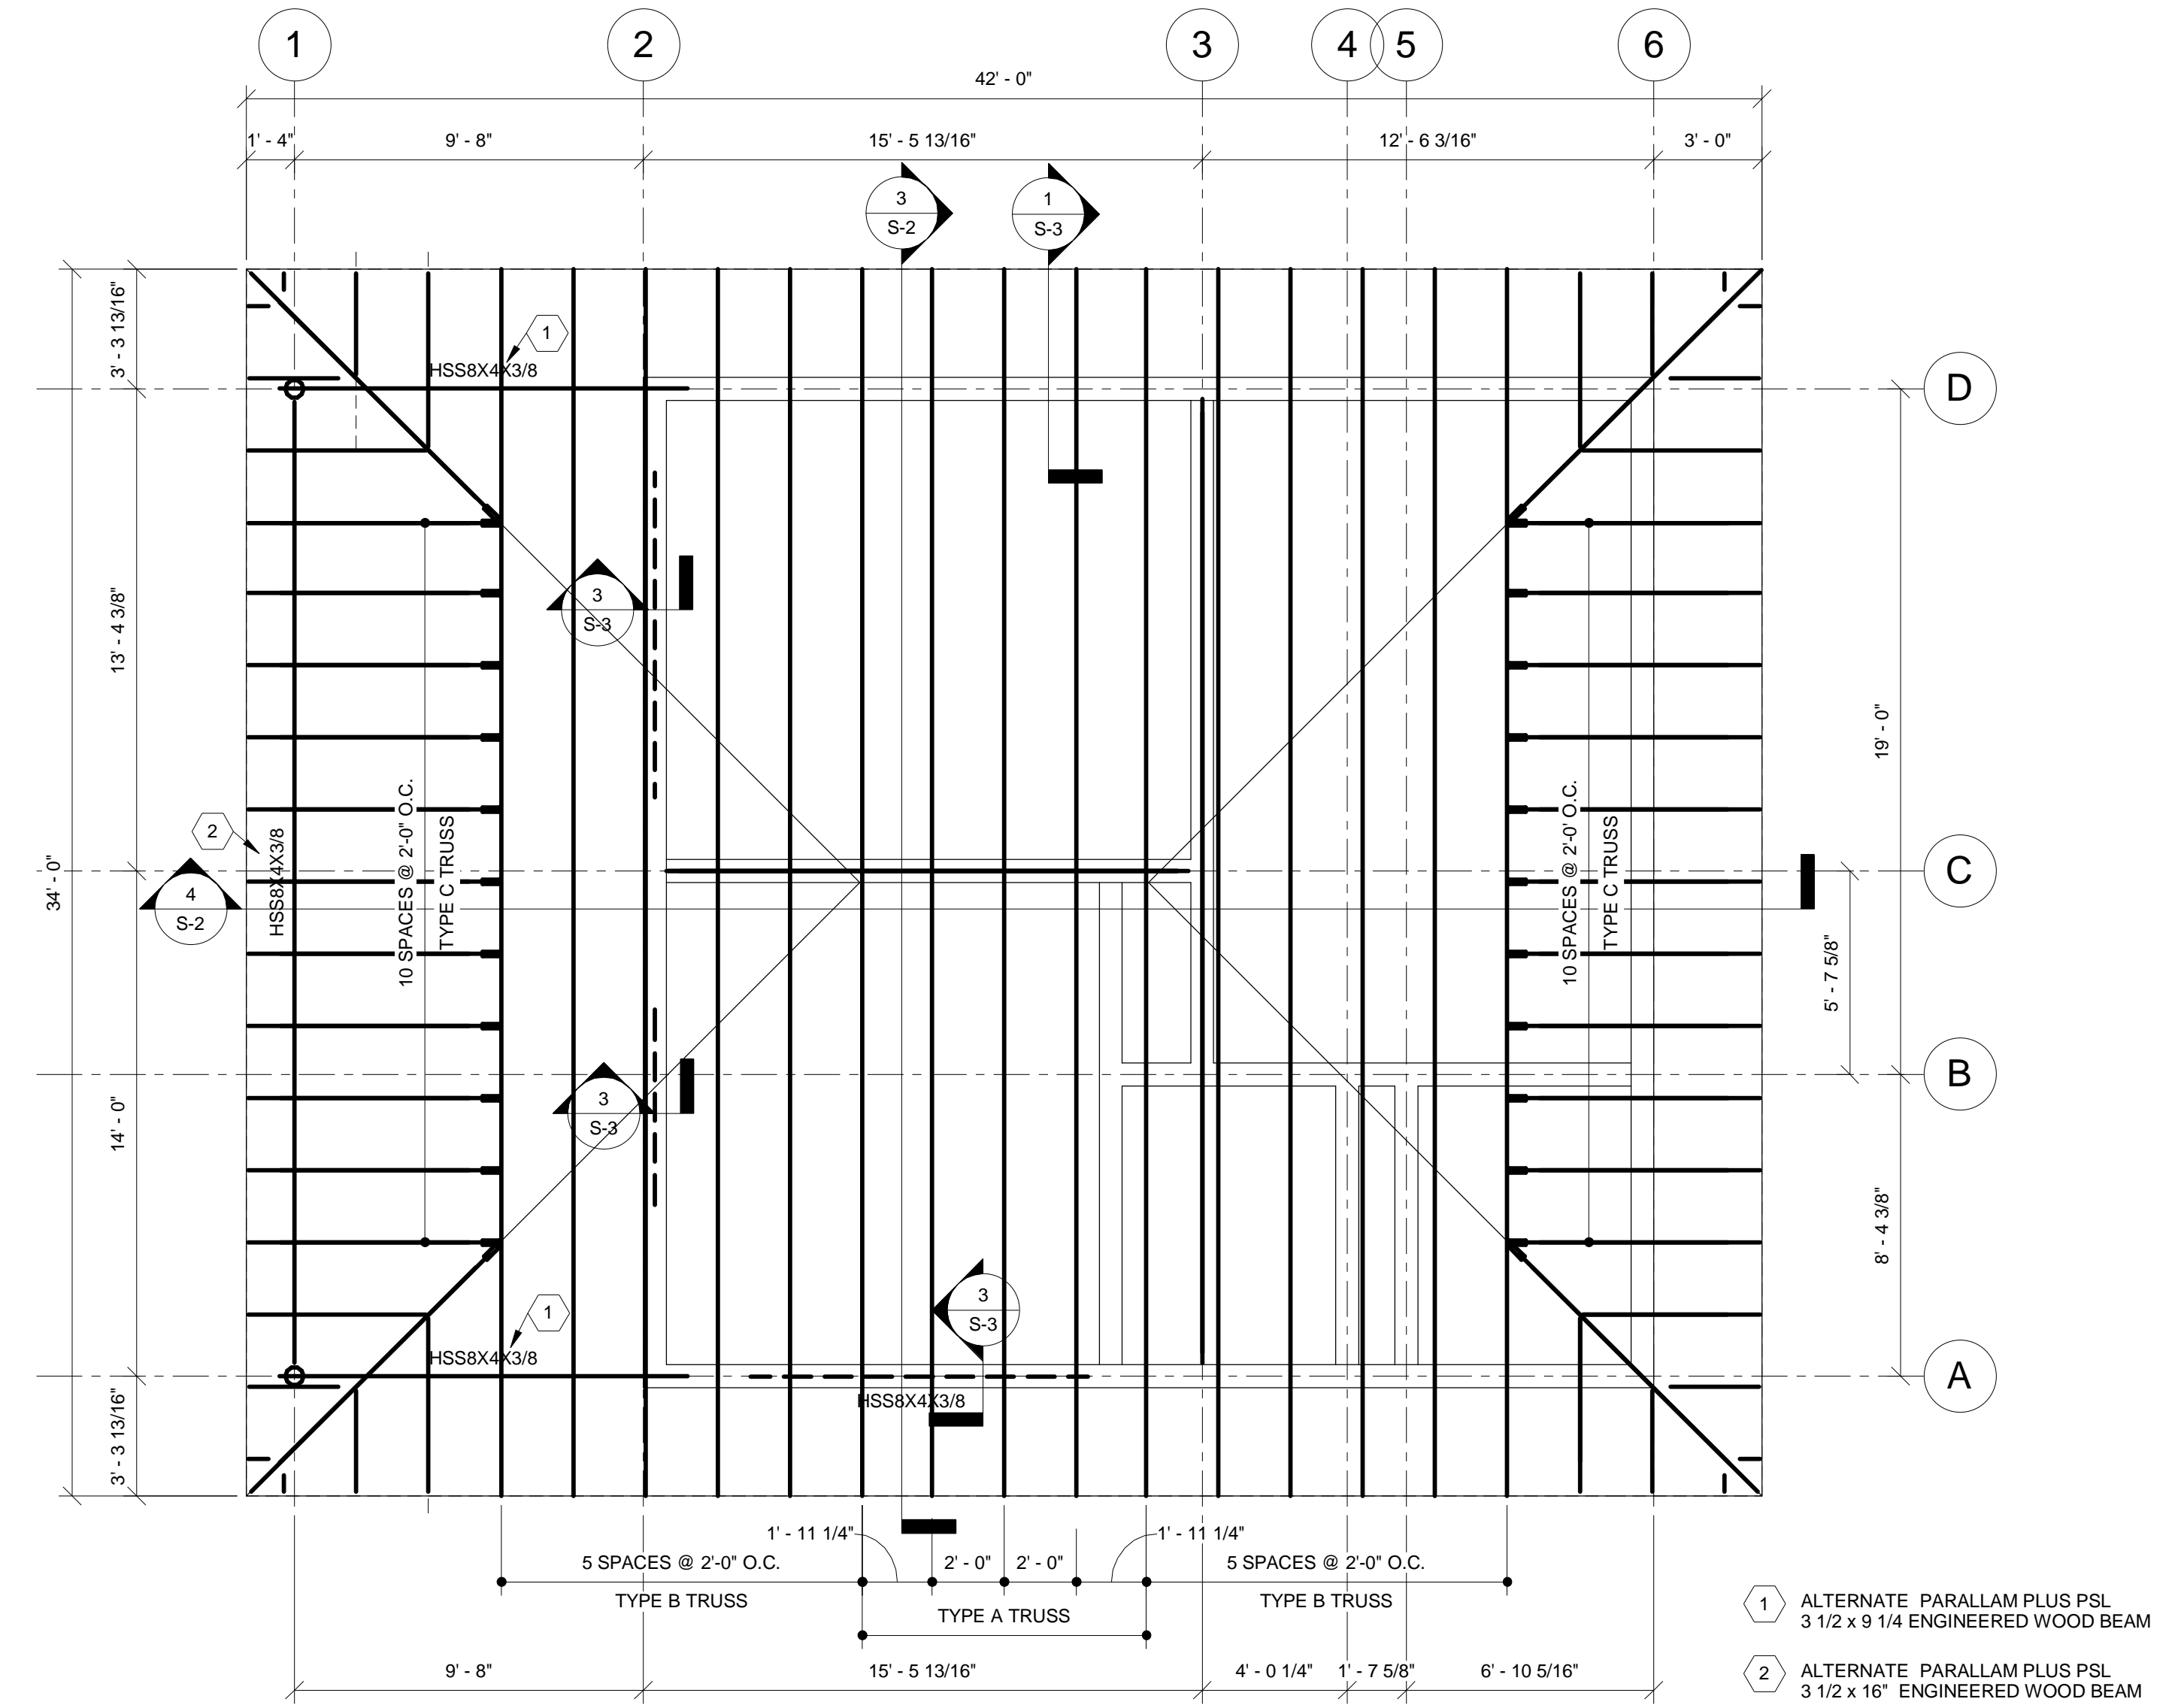 1
2
3
4
5
6
42' - 0"
1' - 4"
9' - 8"
15' - 5 13/16"
12' - 6 3/16"
3' - 0"
3
S-2
1
S-3
3' - 3 13/16"
1
HSS8X4X3/8
D
3
S-3
13' - 4 3/8"
19' - 0"
34' - 0"
2
HSS8X4X3/8
10 SPACES @ 2'-0" O.C.
TYPE C TRUSS
10 SPACES @ 2'-0' O.C.
TYPE C TRUSS
C
4
S-2
5' - 7 5/8"
B
3
S-3
14' - 0"
8' - 4 3/8"
3
S-3
1
HSS8X4X3/8
HSS8X4X3/8
A
3' - 3 13/16"
1' - 11 1/4"
1' - 11 1/4"
5 SPACES @ 2'-0" O.C.
2' - 0"
2' - 0"
5 SPACES @ 2'-0" O.C.
TYPE B TRUSS
TYPE A TRUSS
TYPE B TRUSS
9' - 8"
15' - 5 13/16"
4' - 0 1/4"
1' - 7 5/8"
6' - 10 5/16"
1
ALTERNATE PARALLAM PLUS PSL
3 1/2 x 9 1/4 ENGINEERED WOOD BEAM
2
ALTERNATE PARALLAM PLUS PSL
3 1/2 x 16" ENGINEERED WOOD BEAM